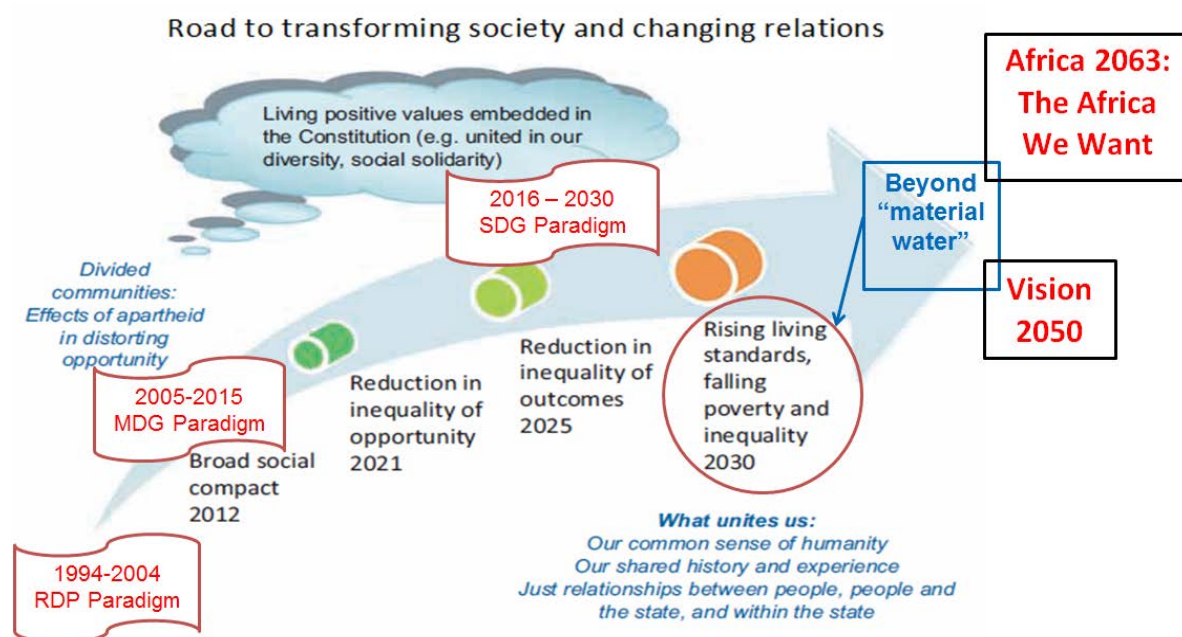 Road to transforming society and changing relations
Africa 2063:
The Africa
We Want
Living positive values embedded in
the Constitution (e.g. united in our
diversity, social solidarity)
Beyond
“material
water”
2016 – 2030
SDG Paradigm
Vision
2050
Divided
communities:
Effects of apartheid
in distorting
opportunity
Rising living
standards,
falling
poverty and
inequality
2030
Reduction in
inequality of
outcomes
2025
Reduction in
inequality of
opportunity
2021
2005-2015
MDG Paradigm
Broad social
compact
2012
What unites us:
Our common sense of humanity
Our shared history and experience
Just relationships between people, people and
the state, and within the state
1994-2004
RDP Paradigm